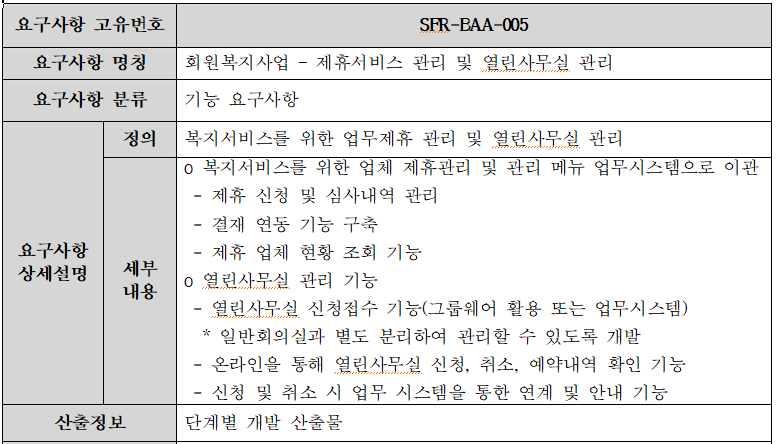 요구사항 고유번호 SFR-BAA-005
요구사항 명칭 회원복지사업 - 제휴서비스 관리 및 열린사무실 관리
요구사항 분류 기능 요구사항
요구사항 상세설명
정의 복지서비스를 위한 업무제휴 관리 및 열린사무실 관리
세부 내용
o 복지서비스를 위한 업체 제휴관리 및 관리 메뉴 업무시스템으로 이관
- 제휴 신청 및 심사내역 관리
- 결재 연동 기능 구축
- 제휴 업체 현황 조회 기능
o 열린사무실 관리 기능
- 열린사무실 신청접수 기능(그룹웨어 활용 또는 업무시스템)
* 일반회의실과 별도 분리하여 관리할 수 있도록 개발
- 온라인을 통해 열린사무실 신청, 취소, 예약내역 확인 기능
- 신청 및 취소 시 업무 시스템을 통한 연계 및 안내 기능
산출정보 단계별 개발 산출물